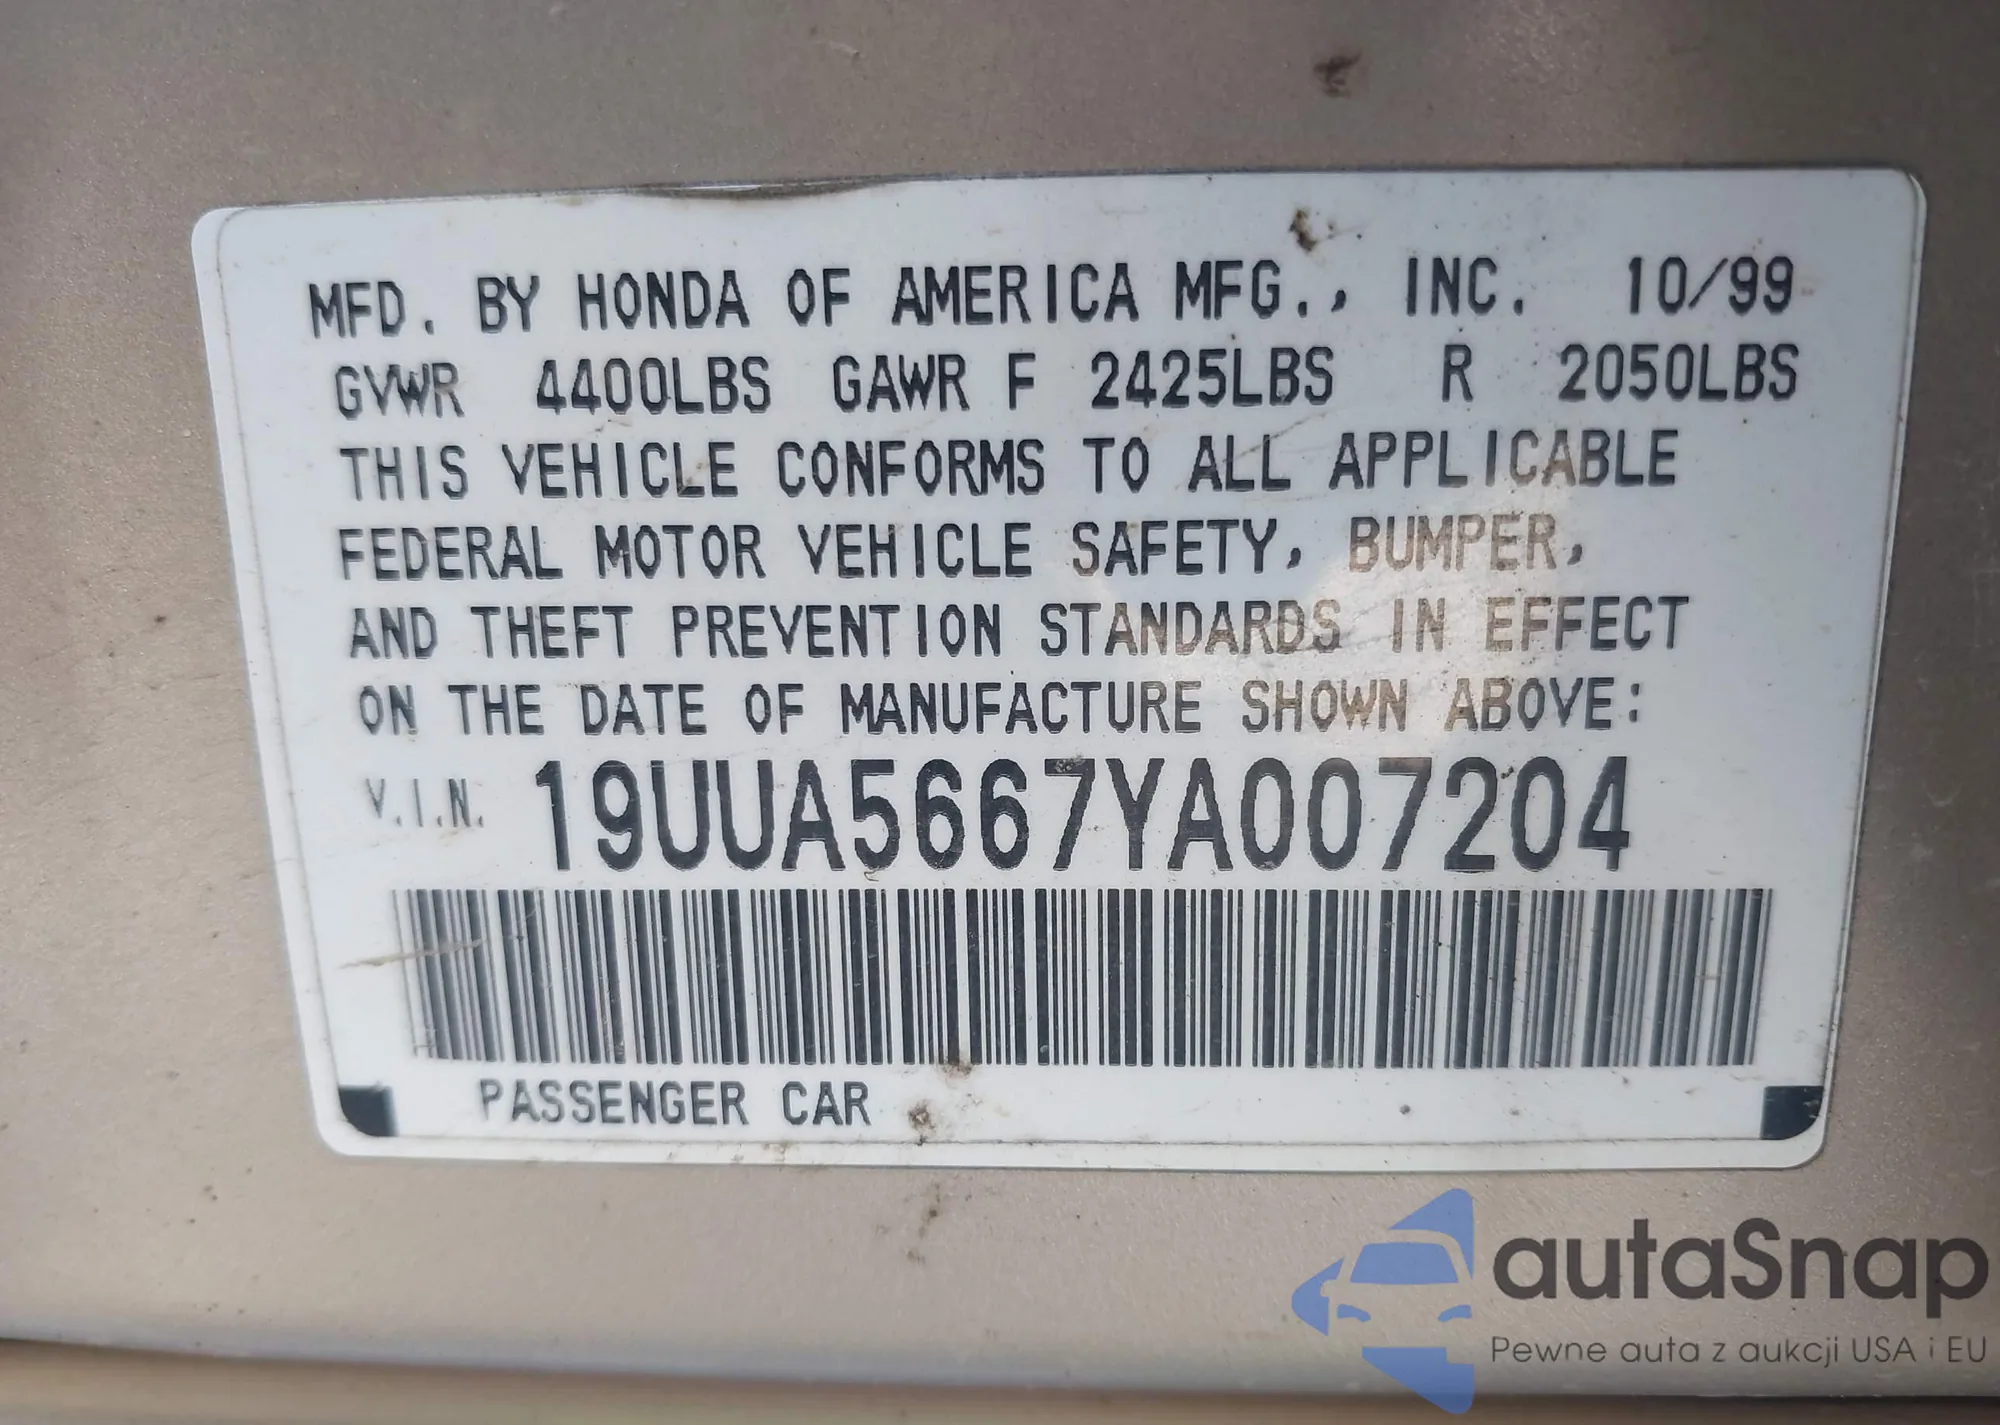 MFD. BY HONDA OF AMERICA MFG., INC. 10/99
GVWR 4400LBS GAWR F 2425LBS R 2050LBS
THIS VEHICLE CONFORMS TO ALL APPLICABLE
FEDERAL MOTOR VEHICLE SAFETY, BUMPER,
AND THEFT PREVENTION STANDARDS IN EFFECT
ON THE DATE OF MANUFACTURE SHOWN ABOVE:
V.I.N. 19UUA5667YA007204
PASSENGER CAR
autaSnap
Pewne auta z aukcji USA i EU